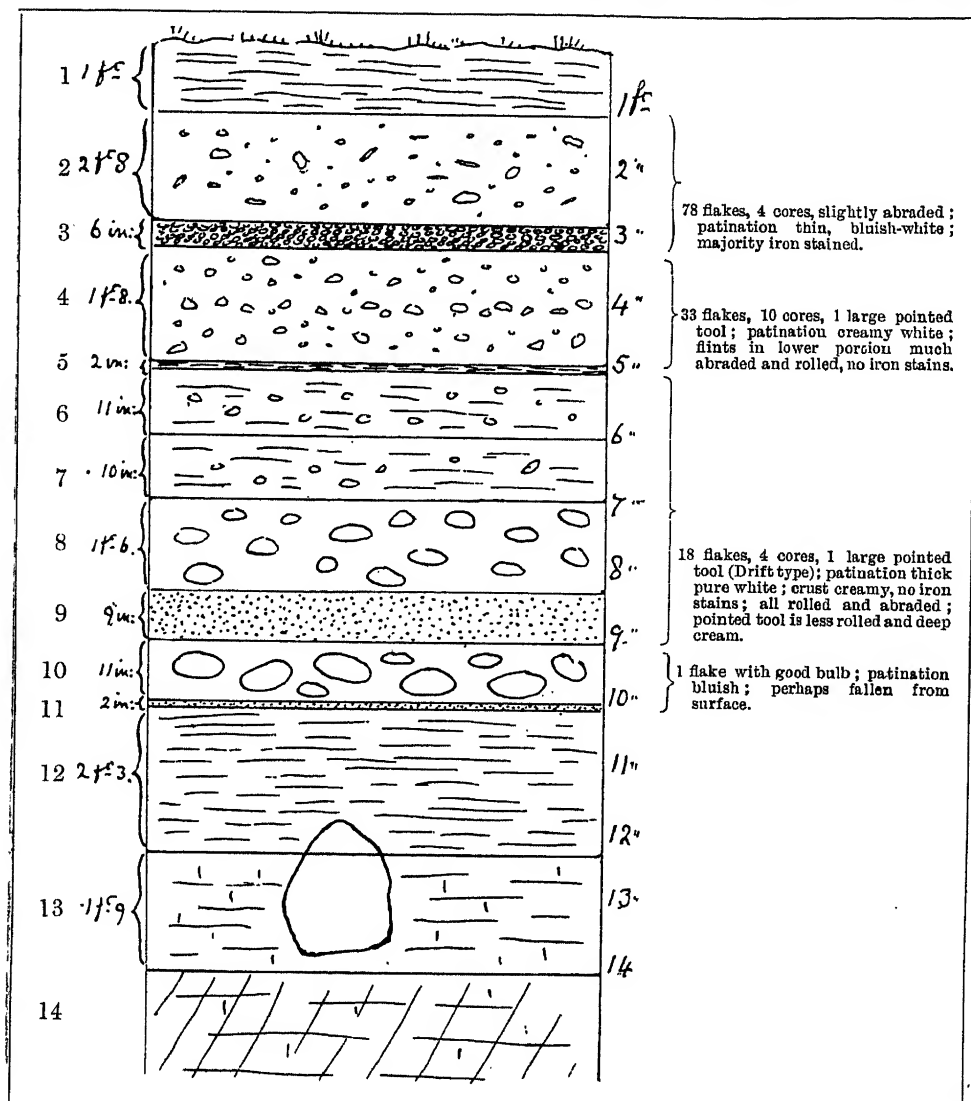 1 1 ft
2 2 ft 8
3 6 in:
4 1 ft 8.
5 2 in:
6 11 in:
7 10 in:
8 1 ft 6.
9 9 in:
10 11 in:
11 2 in:
12 2 ft 3.
13 1 ft 9
14
1 ft
2 "
3 "
4 "
5 "
6 "
7 "
8 "
9 "
10 "
11 "
12 "
13 "
14
78 flakes, 4 cores, slightly abraded;
patination thin, bluish-white;
majority iron stained.
33 flakes, 10 cores, 1 large pointed
tool; patination creamy white;
flints in lower porcion much
abraded and rolled, no iron stains.
18 flakes, 4 cores, 1 large pointed
tool (Drift type); patination thick
pure white; crust creamy, no iron
stains; all rolled and abraded;
pointed tool is less rolled and deep
cream.
1 flake with good bulb; patination
bluish; perhaps fallen from
surface.